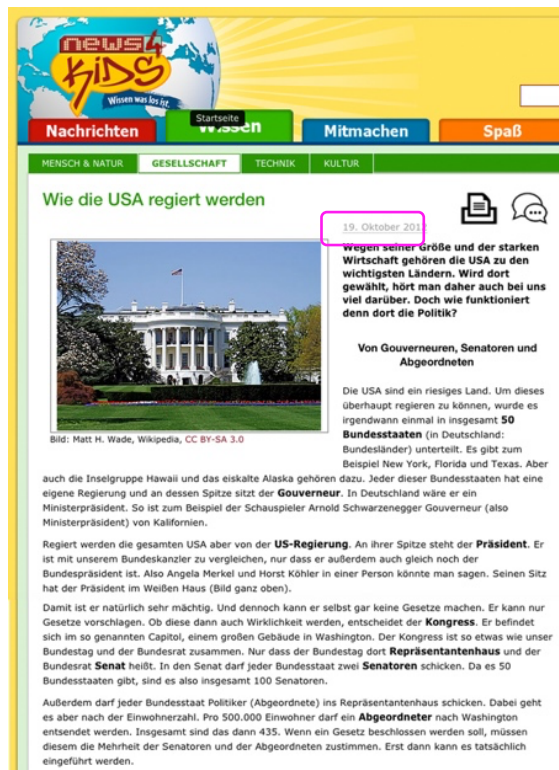 news4
KiDS
Wissen was los ist.
Startseite
Nachrichten
Wissen
Mitmachen
Spaß
MENSCH & NATUR GESELLSCHAFT TECHNIK KULTUR
Wie die USA regiert werden
19. Oktober 2012
Wegen seiner Größe und der starken
Wirtschaft gehören die USA zu den
wichtigsten Ländern. Wird dort
gewählt, hört man daher auch bei uns
viel darüber. Doch wie funktioniert
denn dort die Politik?
Von Gouverneuren, Senatoren und
Abgeordneten
Bild: Matt H. Wade, Wikipedia, CC BY-SA 3.0
Die USA sind ein riesiges Land. Um dieses
überhaupt regieren zu können, wurde es
irgendwann einmal in insgesamt 50
Bundesstaaten (in Deutschland:
Bundesländer) unterteilt. Es gibt zum
Beispiel New York, Florida und Texas. Aber
auch die Inselgruppe Hawaii und das eiskalte Alaska gehören dazu. Jeder dieser Bundesstaaten hat eine
eigene Regierung und an dessen Spitze sitzt der Gouverneur. In Deutschland wäre er ein
Ministerpräsident. So ist zum Beispiel der Schauspieler Arnold Schwarzenegger Gouverneur (also
Ministerpräsident) von Kalifornien.
Regiert werden die gesamten USA aber von der US-Regierung. An ihrer Spitze steht der Präsident. Er
ist mit unserem Bundeskanzler zu vergleichen, nur dass er außerdem auch gleich noch der
Bundespräsident ist. Also Angela Merkel und Horst Köhler in einer Person könnte man sagen. Seinen Sitz
hat der Präsident im Weißen Haus (Bild ganz oben).
Damit ist er natürlich sehr mächtig. Und dennoch kann er selbst gar keine Gesetze machen. Er kann nur
Gesetze vorschlagen. Ob diese dann auch Wirklichkeit werden, entscheidet der Kongress. Er befindet
sich im so genannten Capitol, einem großen Gebäude in Washington. Der Kongress ist so etwas wie unser
Bundestag und der Bundesrat zusammen. Nur dass der Bundestag dort Repräsentantenhaus und der
Bundesrat Senat heißt. In den Senat darf jeder Bundesstaat zwei Senatoren schicken. Da es 50
Bundesstaaten gibt, sind es also insgesamt 100 Senatoren.
Außerdem darf jeder Bundesstaat Politiker (Abgeordnete) ins Repräsentantenhaus schicken. Dabei geht
es aber nach der Einwohnerzahl. Pro 500.000 Einwohner darf ein Abgeordneter nach Washington
entsendet werden. Insgesamt sind das dann 435. Wenn ein Gesetz beschlossen werden soll, müssen
diesem die Mehrheit der Senatoren und der Abgeordneten zustimmen. Erst dann kann es tatsächlich
eingeführt werden.